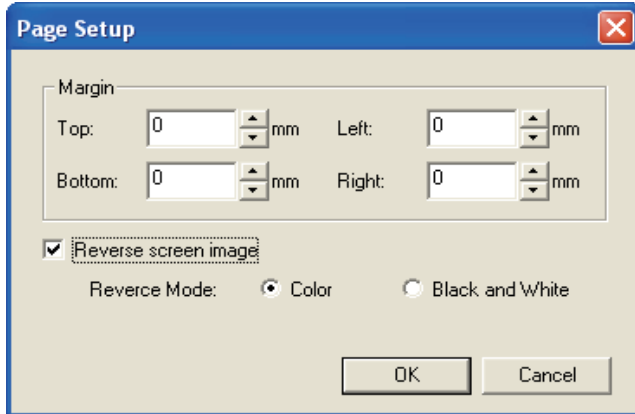 Page Setup
Margin
Top: 0 mm Left: 0 mm
Bottom: 0 mm Right: 0 mm
Reverse screen image
Reverce Mode: Color Black and White
OK Cancel